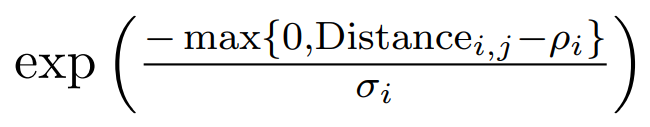 exp ( − max{0,Distance_{i,j}−ρ_i} / σ_i )